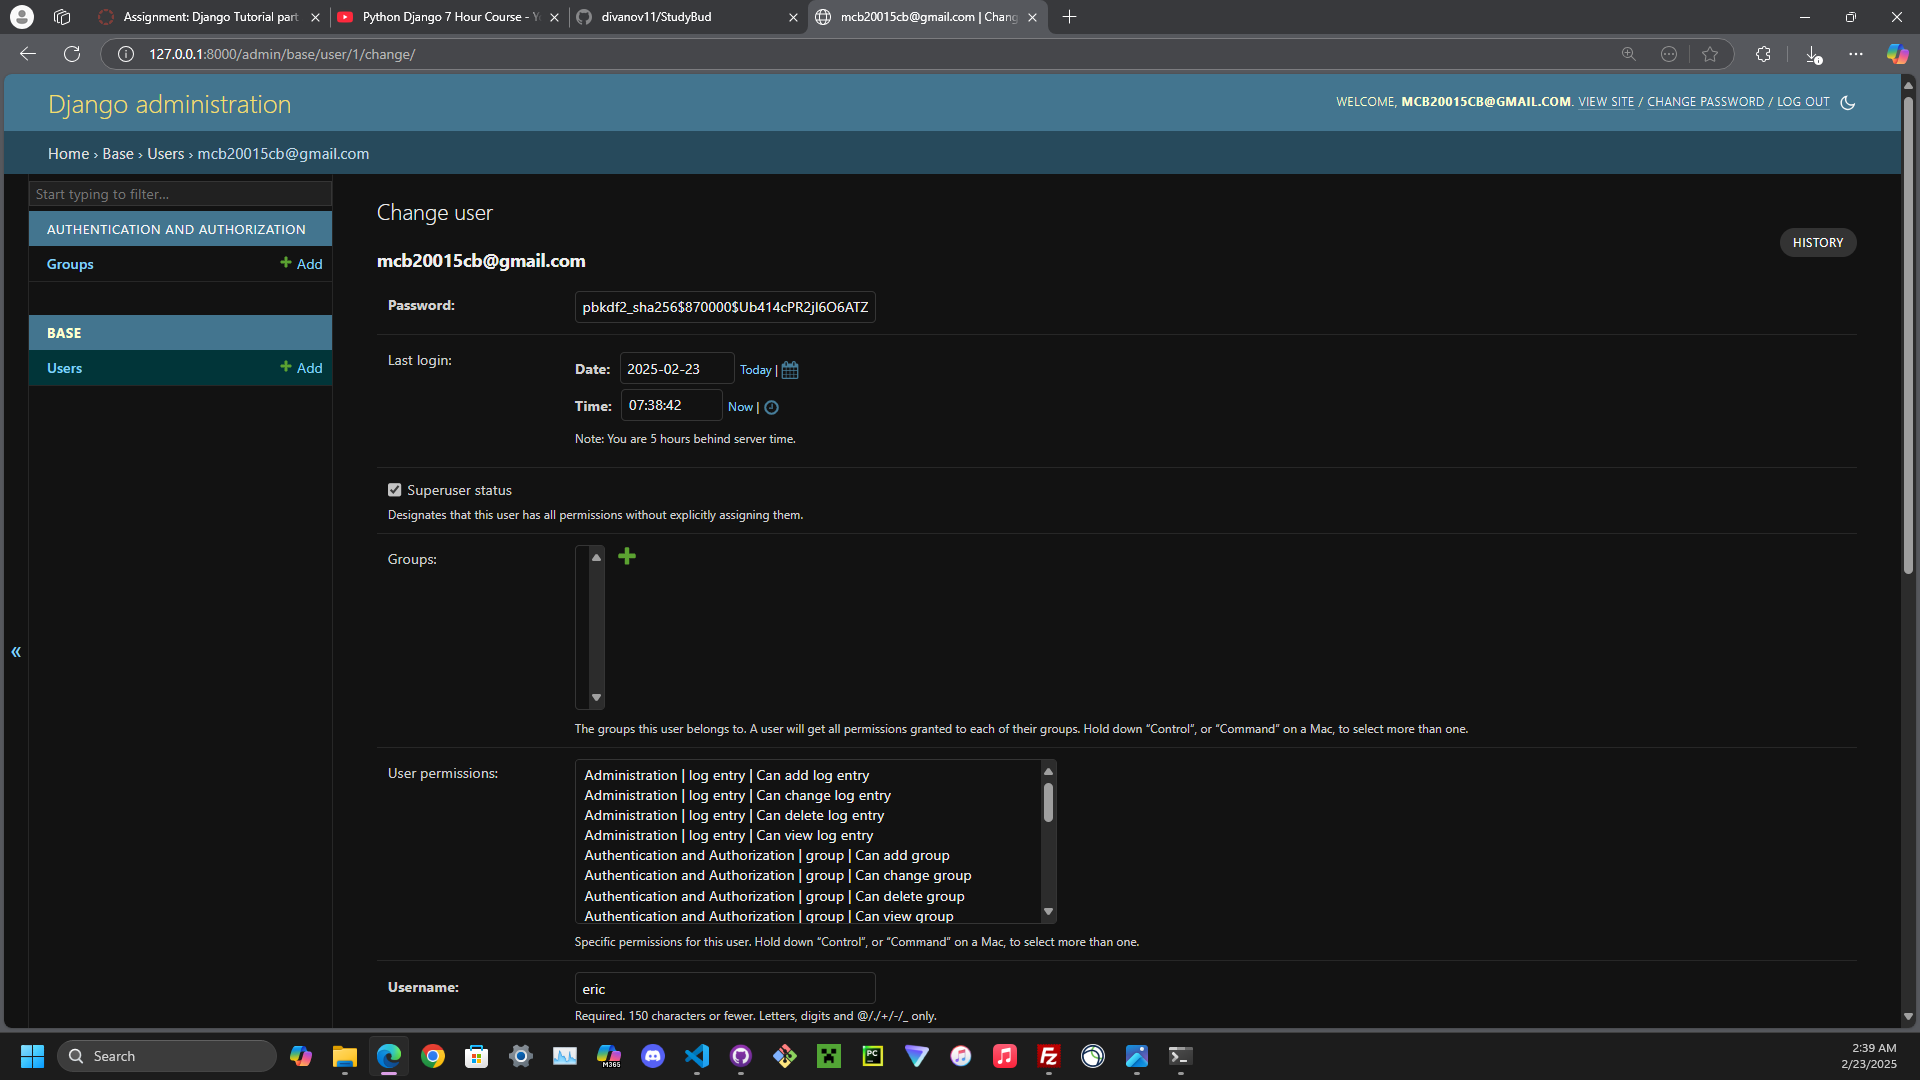 Assignment: Django Tutorial part
Python Django 7 Hour Course - Y
divanov11/StudyBud
mcb20015cb@gmail.com | Chang
127.0.0.1:8000/admin/base/user/1/change/
Django administration
WELCOME, MCB20015CB@GMAIL.COM. VIEW SITE / CHANGE PASSWORD / LOG OUT
Home › Base › Users › mcb20015cb@gmail.com
Start typing to filter...
AUTHENTICATION AND AUTHORIZATION
Groups + Add
BASE
Users + Add
«
Change user
HISTORY
mcb20015cb@gmail.com
Password: pbkdf2_sha256$870000$Ub414cPR2jI6O6ATZ
Last login:
Date: 2025-02-23 Today |
Time: 07:38:42 Now |
Note: You are 5 hours behind server time.
Superuser status
Designates that this user has all permissions without explicitly assigning them.
Groups:
The groups this user belongs to. A user will get all permissions granted to each of their groups. Hold down “Control”, or “Command” on a Mac, to select more than one.
User permissions:
Administration | log entry | Can add log entry
Administration | log entry | Can change log entry
Administration | log entry | Can delete log entry
Administration | log entry | Can view log entry
Authentication and Authorization | group | Can add group
Authentication and Authorization | group | Can change group
Authentication and Authorization | group | Can delete group
Authentication and Authorization | group | Can view group
Specific permissions for this user. Hold down “Control”, or “Command” on a Mac, to select more than one.
Username: eric
Required. 150 characters or fewer. Letters, digits and @/./+/-/_ only.
Search
M365
PC
FZ
2:39 AM
2/23/2025